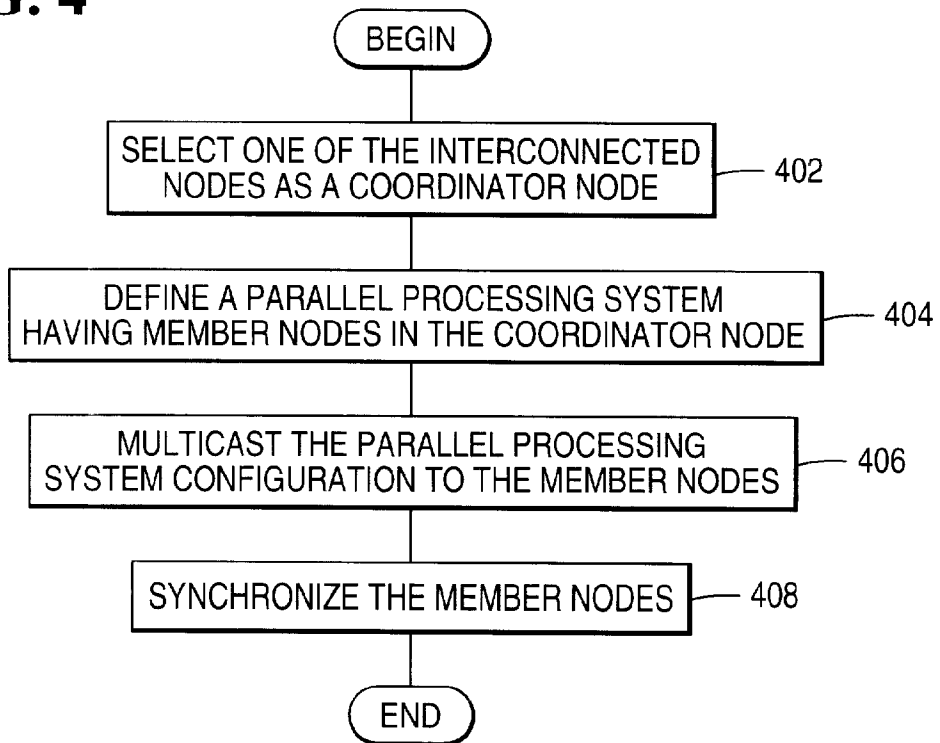 G. 4
BEGIN
SELECT ONE OF THE INTERCONNECTED
NODES AS A COORDINATOR NODE
402
DEFINE A PARALLEL PROCESSING SYSTEM
HAVING MEMBER NODES IN THE COORDINATOR NODE
404
MULTICAST THE PARALLEL PROCESSING
SYSTEM CONFIGURATION TO THE MEMBER NODES
406
SYNCHRONIZE THE MEMBER NODES
408
END